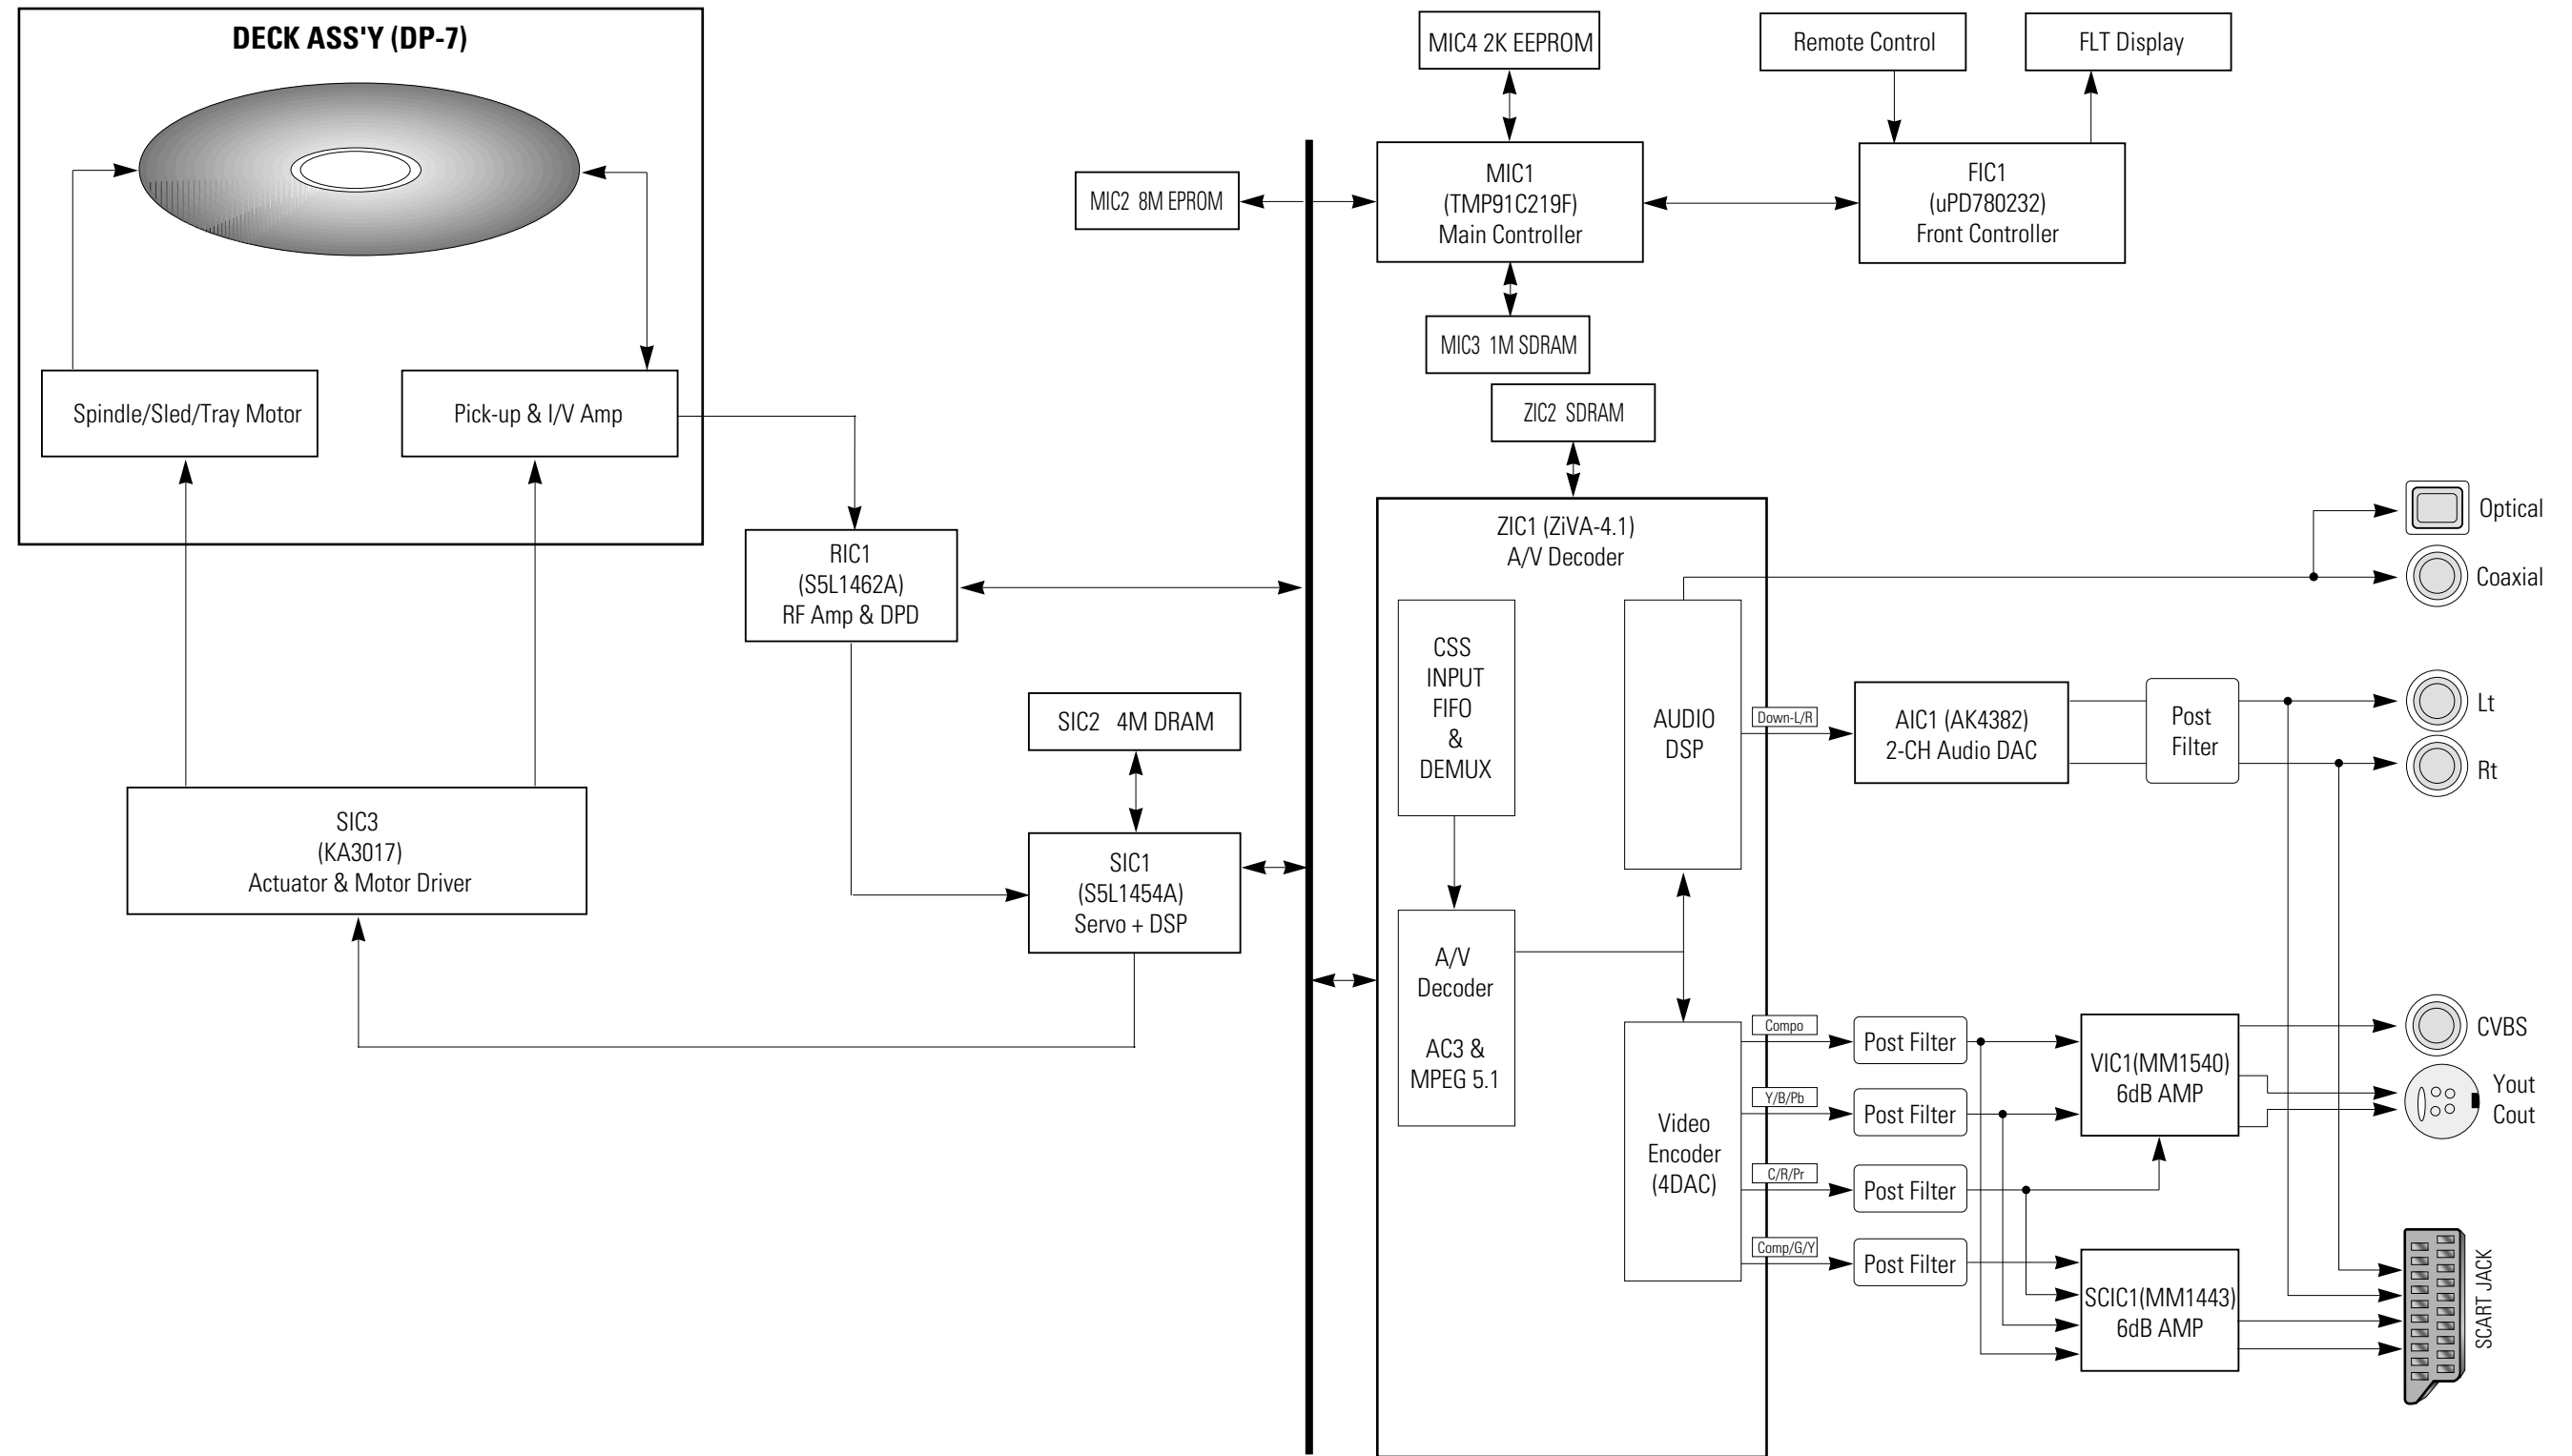 DECK ASS'Y (DP-7)
Spindle/Sled/Tray Motor
Pick-up & I/V Amp
SIC3
(KA3017)
Actuator & Motor Driver
RIC1
(S5L1462A)
RF Amp & DPD
SIC2 4M DRAM
SIC1
(S5L1454A)
Servo + DSP
MIC2 8M EPROM
MIC4 2K EEPROM
MIC1
(TMP91C219F)
Main Controller
MIC3 1M SDRAM
Remote Control
FLT Display
FIC1
(uPD780232)
Front Controller
ZIC2 SDRAM
ZIC1 (ZiVA-4.1)
A/V Decoder
CSS
INPUT
FIFO
&
DEMUX
A/V
Decoder
AC3 &
MPEG 5.1
AUDIO
DSP
Video
Encoder
(4DAC)
Down-L/R
AIC1 (AK4382)
2-CH Audio DAC
Post
Filter
Compo
Post Filter
Y/B/Pb
Post Filter
C/R/Pr
Post Filter
Comp/G/Y
Post Filter
VIC1(MM1540)
6dB AMP
SCIC1(MM1443)
6dB AMP
Optical
Coaxial
Lt
Rt
CVBS
Yout
Cout
SCART JACK